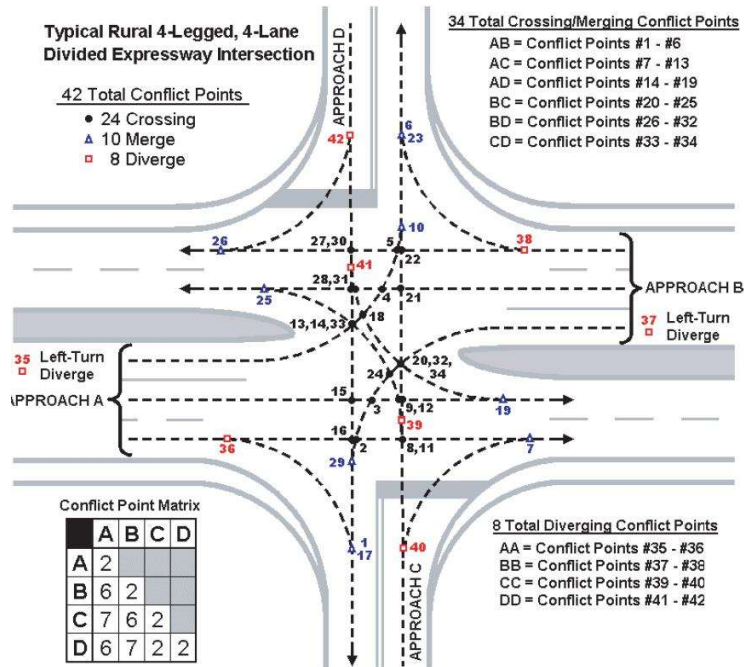 Typical Rural 4-Legged, 4-Lane
Divided Expressway Intersection
42 Total Conflict Points
24 Crossing
10 Merge
8 Diverge
34 Total Crossing/Merging Conflict Points
AB = Conflict Points #1 - #6
AC = Conflict Points #7 - #13
AD = Conflict Points #14 - #19
BC = Conflict Points #20 - #25
BD = Conflict Points #26 - #32
CD = Conflict Points #33 - #34
APPROACH D
42
6
23
10
26
27,30
5
22
38
41
28,31
25
4
21
APPROACH B
18
13,14,33
37
Left-Turn
Diverge
35
Left-Turn
Diverge
20,32,
34
24
APPROACH A
15
3
9,12
19
39
36
16
2
8,11
7
29
1
17
40
APPROACH C
Conflict Point Matrix
A B C D
A 2
B 6 2
C 7 6 2
D 6 7 2 2
8 Total Diverging Conflict Points
AA = Conflict Points #35 - #36
BB = Conflict Points #37 - #38
CC = Conflict Points #39 - #40
DD = Conflict Points #41 - #42